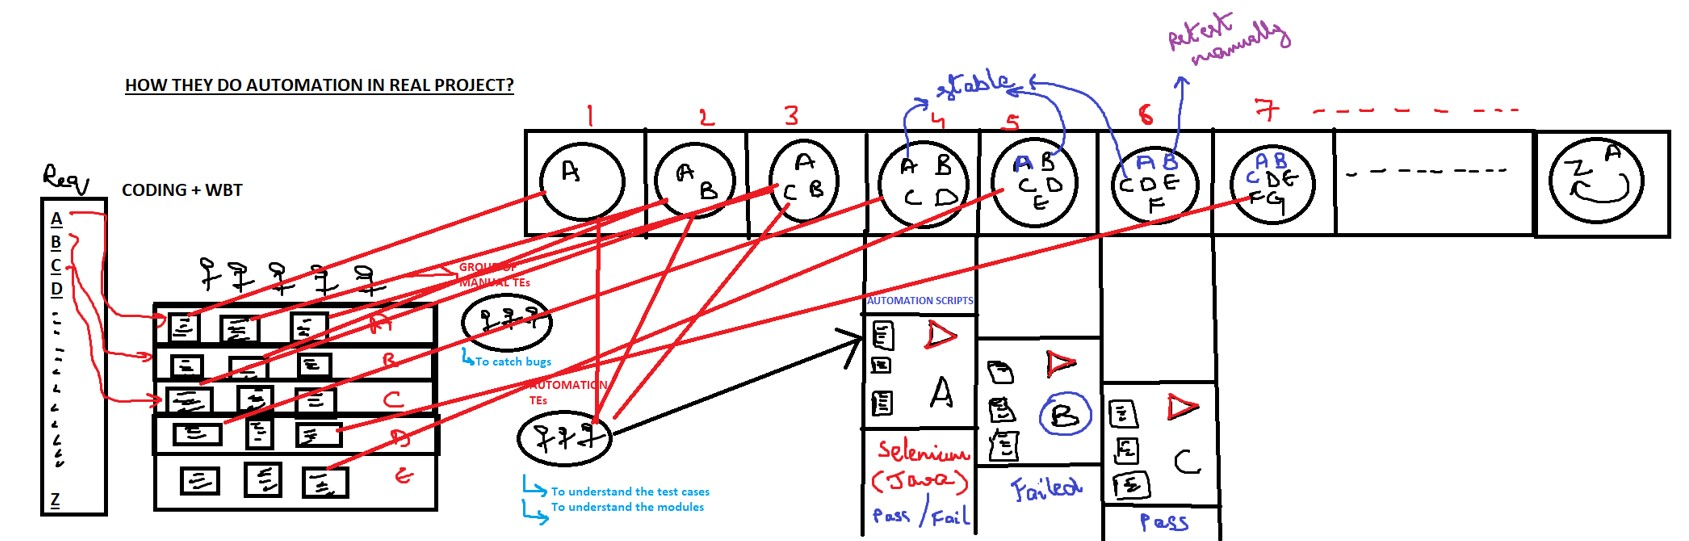 HOW THEY DO AUTOMATION IN REAL PROJECT?
Retest
manually
stable
1 2 3 4 5 6 7
Req
CODING + WBT
A
B
C
D
Z
A
A
B
A
C B
A B
C D
A B
C D
E
A B
C D E
F
A B
C D E
F G
Z A
GROUP OF
MANUAL TEs
To catch bugs
AUTOMATION
TEs
To understand the test cases
To understand the modules
A
B
C
D
E
AUTOMATION SCRIPTS
A
Selenium
(Java)
Pass / Fail
B
Failed
C
Pass